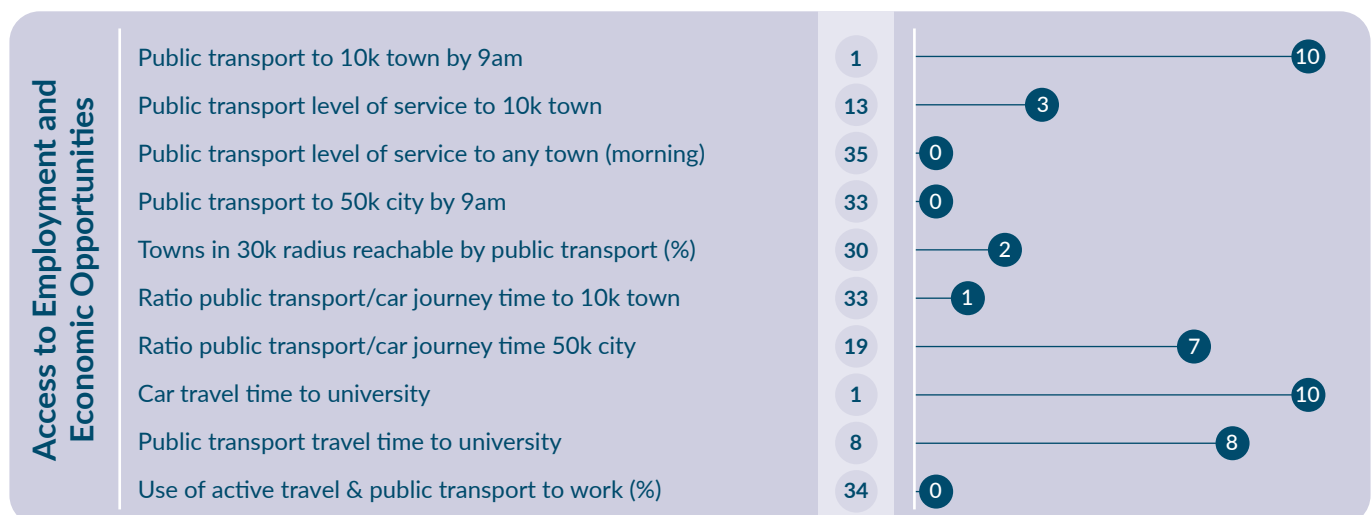 Access to Employment and
Economic Opportunities
Public transport to 10k town by 9am 1 10
Public transport level of service to 10k town 13 3
Public transport level of service to any town (morning) 35 0
Public transport to 50k city by 9am 33 0
Towns in 30k radius reachable by public transport (%) 30 2
Ratio public transport/car journey time to 10k town 33 1
Ratio public transport/car journey time 50k city 19 7
Car travel time to university 1 10
Public transport travel time to university 8 8
Use of active travel & public transport to work (%) 34 0